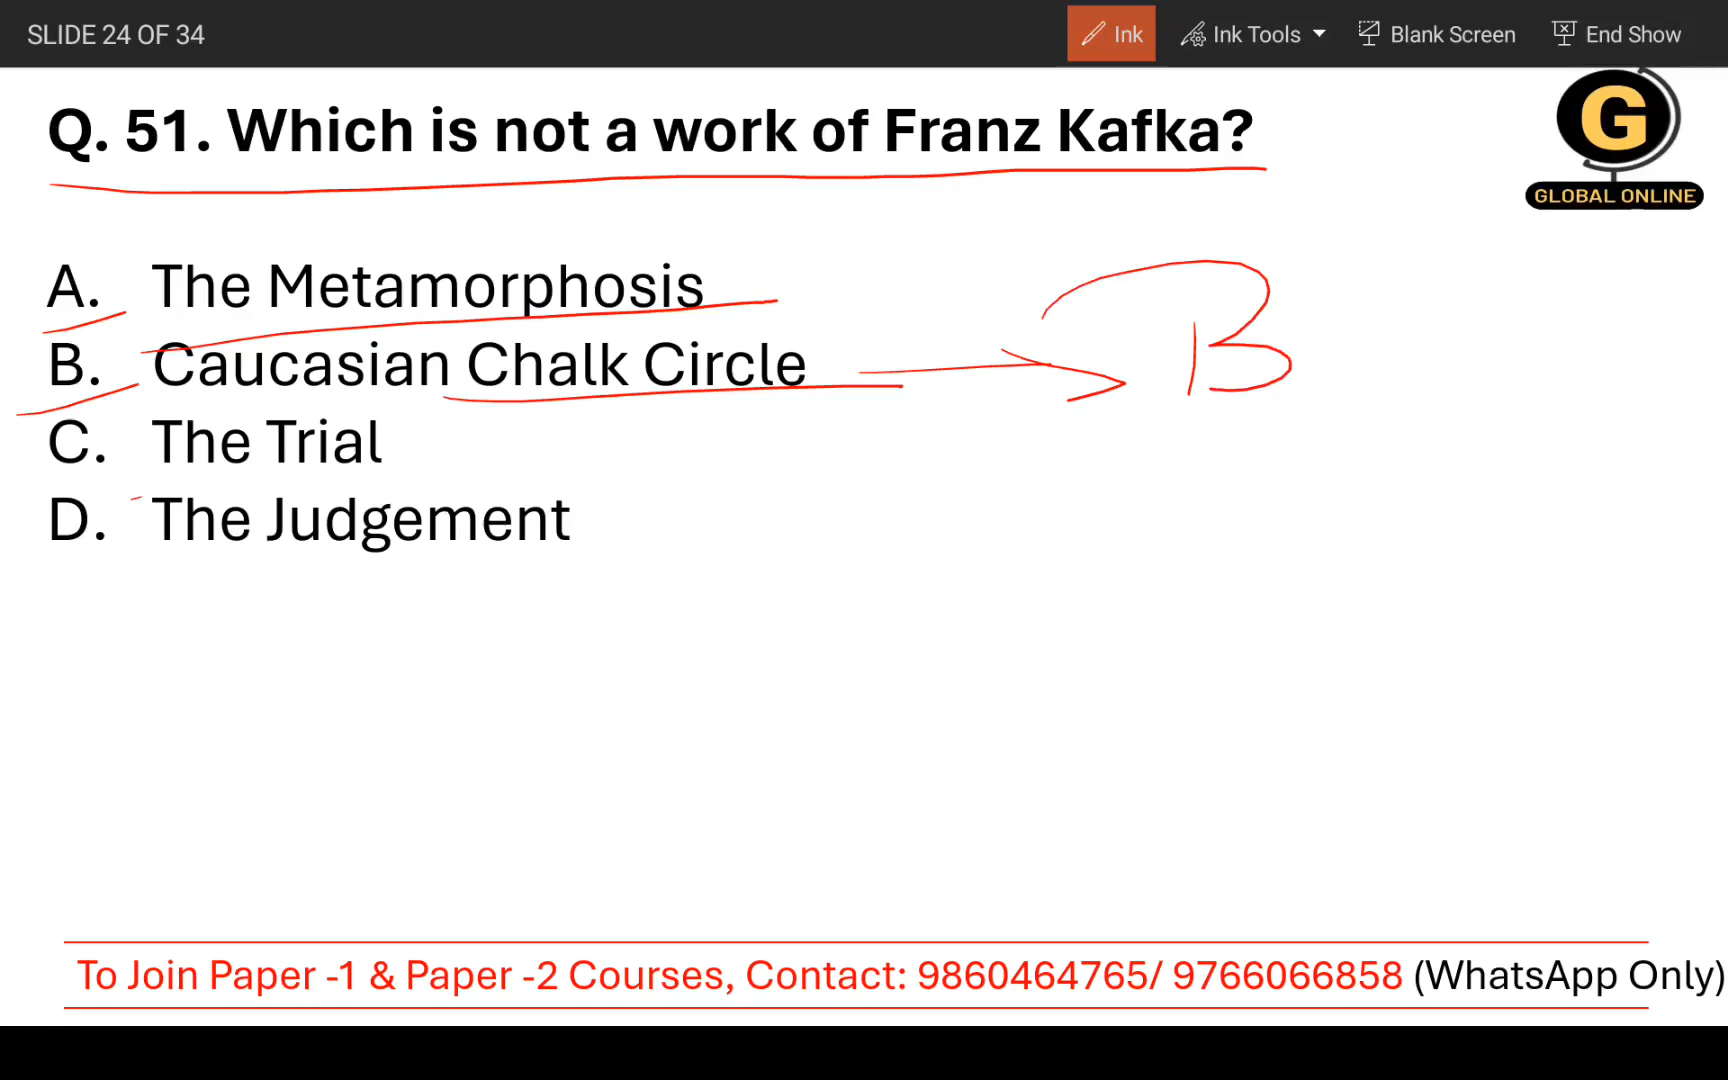 SLIDE 24 OF 34 Ink Ink Tools Blank Screen End Show
Q. 51. Which is not a work of Franz Kafka?
G
GLOBAL ONLINE
A. The Metamorphosis
B. Caucasian Chalk Circle B
C. The Trial
D. The Judgement
To Join Paper -1 & Paper -2 Courses, Contact: 9860464765/ 9766066858 (WhatsApp Only)